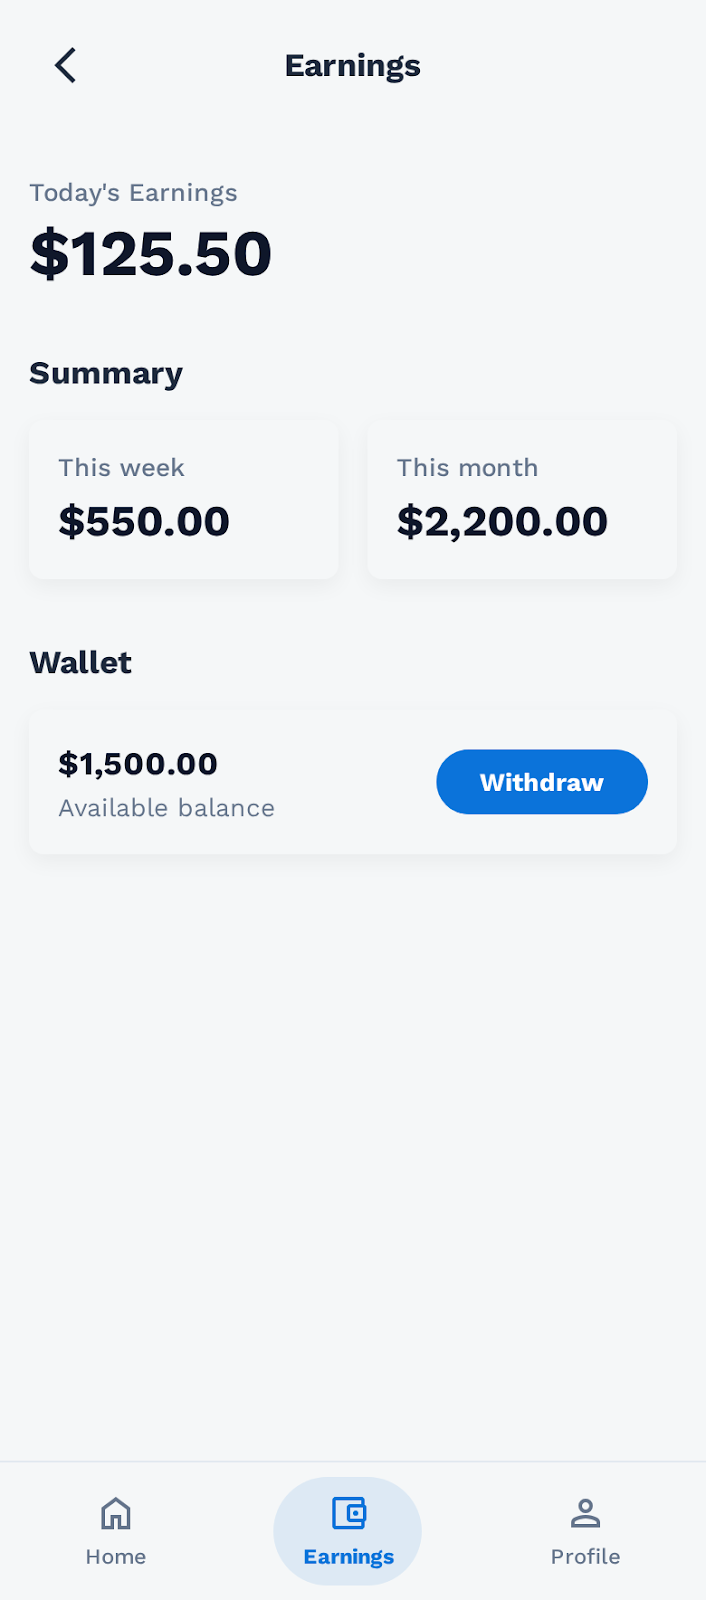 Earnings
Today's Earnings
$125.50
Summary
This week
$550.00
This month
$2,200.00
Wallet
$1,500.00
Available balance
Withdraw
Home
Earnings
Profile